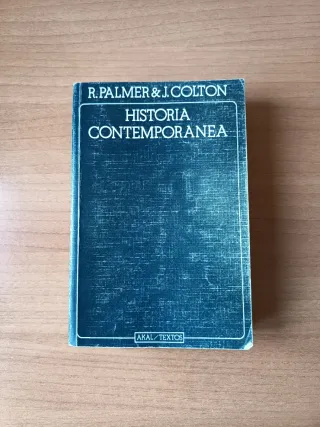 R. PALMER & J. COLTON
HISTORIA
CONTEMPORANEA
AKAL/TEXTOS